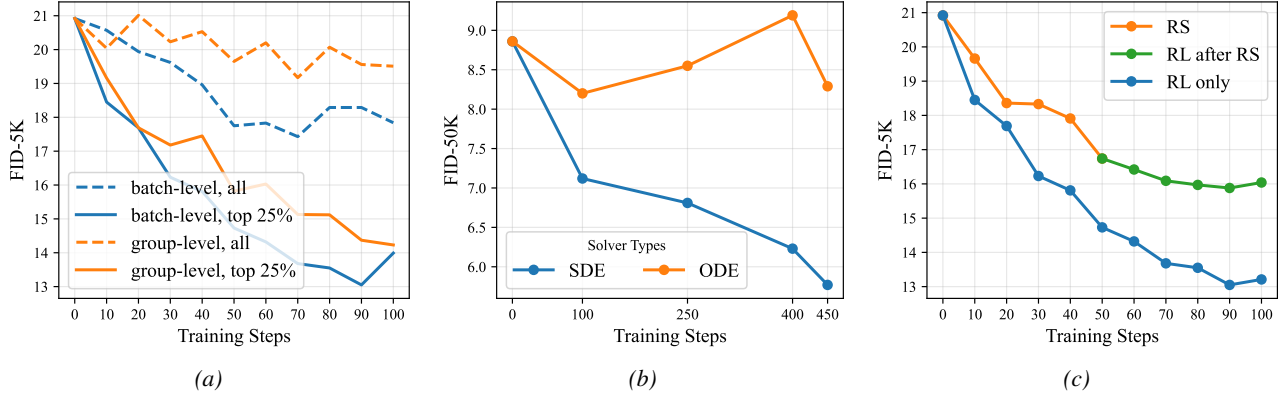 21
20
19
18
17
16
15
14
13
FID-5K
batch-level, all
batch-level, top 25%
group-level, all
group-level, top 25%
0 10 20 30 40 50 60 70 80 90 100
Training Steps
(a)
9.0
8.5
8.0
7.5
7.0
6.5
6.0
FID-50K
Solver Types
SDE ODE
0 100 250 400 450
Training Steps
(b)
21
20
19
18
17
16
15
14
13
FID-5K
RS
RL after RS
RL only
0 10 20 30 40 50 60 70 80 90 100
Training Steps
(c)